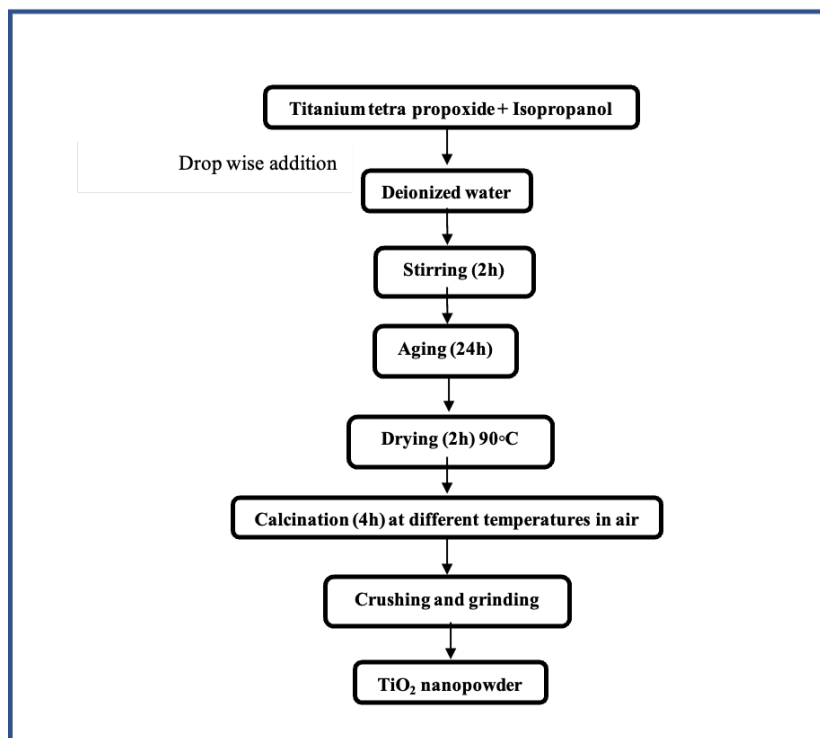 Titanium tetra propoxide + Isopropanol
Drop wise addition
Deionized water
Stirring (2h)
Aging (24h)
Drying (2h) 90◦C
Calcination (4h) at different temperatures in air
Crushing and grinding
TiO₂ nanopowder